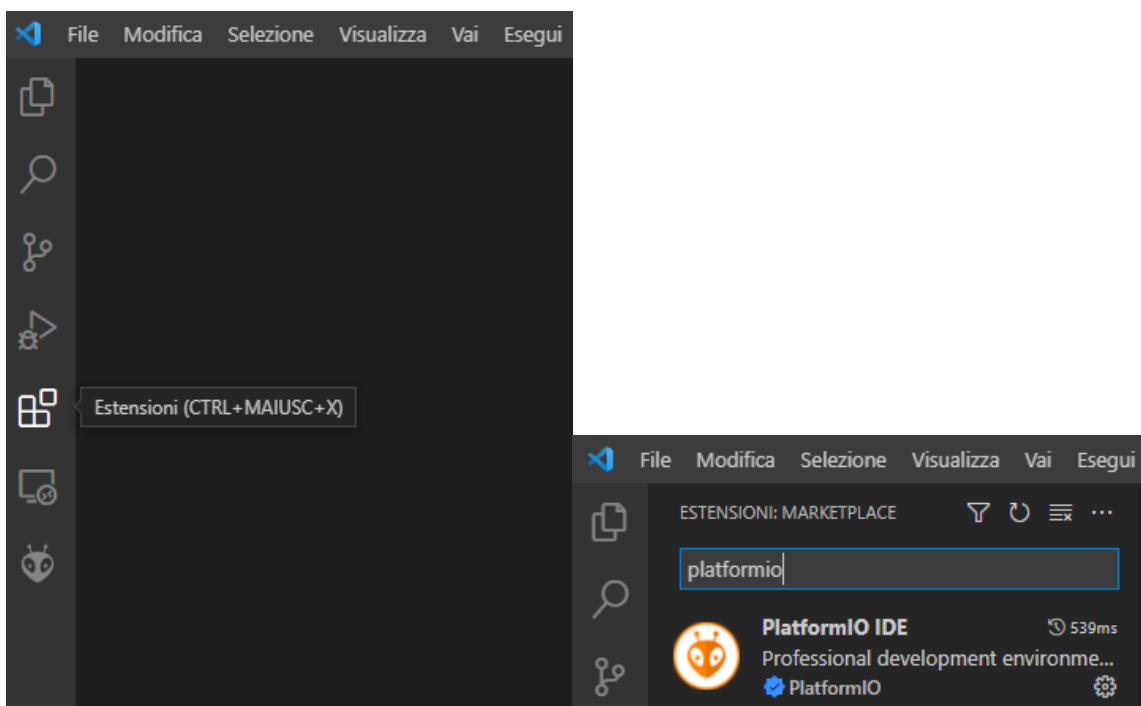 File Modifica Selezione Visualizza Vai Esegui
Estensioni (CTRL+MAIUSC+X)
File Modifica Selezione Visualizza Vai Esegui
ESTENSIONI: MARKETPLACE
platformio
PlatformIO IDE 539ms
Professional development environme...
PlatformIO